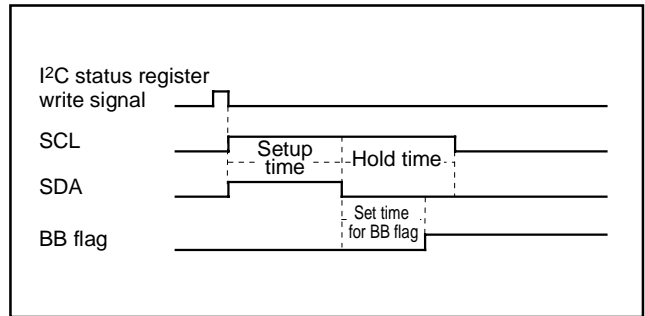 I²C status register
write signal
SCL
Setup
time
Hold time
SDA
Set time
for BB flag
BB flag